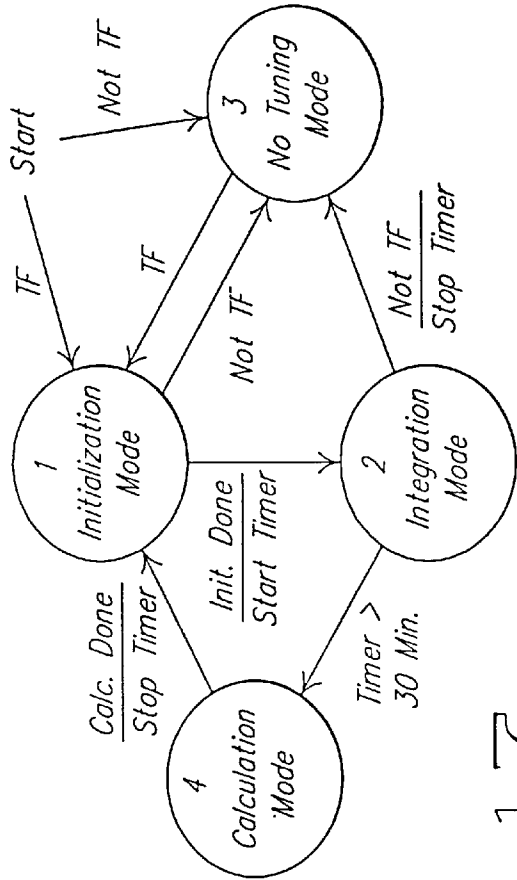 Start
TF
Not TF
1
Initialization
Mode
3
No Tuning
Mode
TF
Not TF
Calc. Done
Stop Timer
Init. Done
Start Timer
Not TF
Stop Timer
4
Calculation
Mode
2
Integration
Mode
Timer >
30 Min.